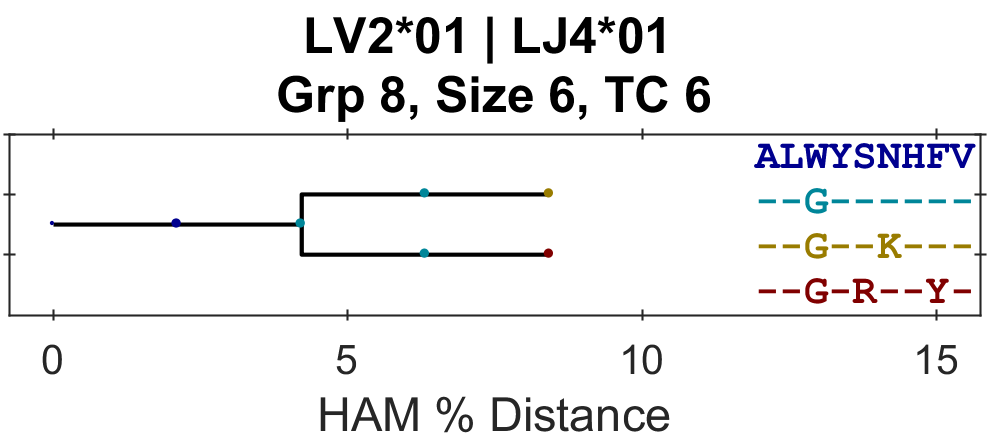 LV2*01 | LJ4*01
Grp 8, Size 6, TC 6
ALWYSNHFV
--G------
--G--K---
--G-R--Y-
0 5 10 15
HAM % Distance